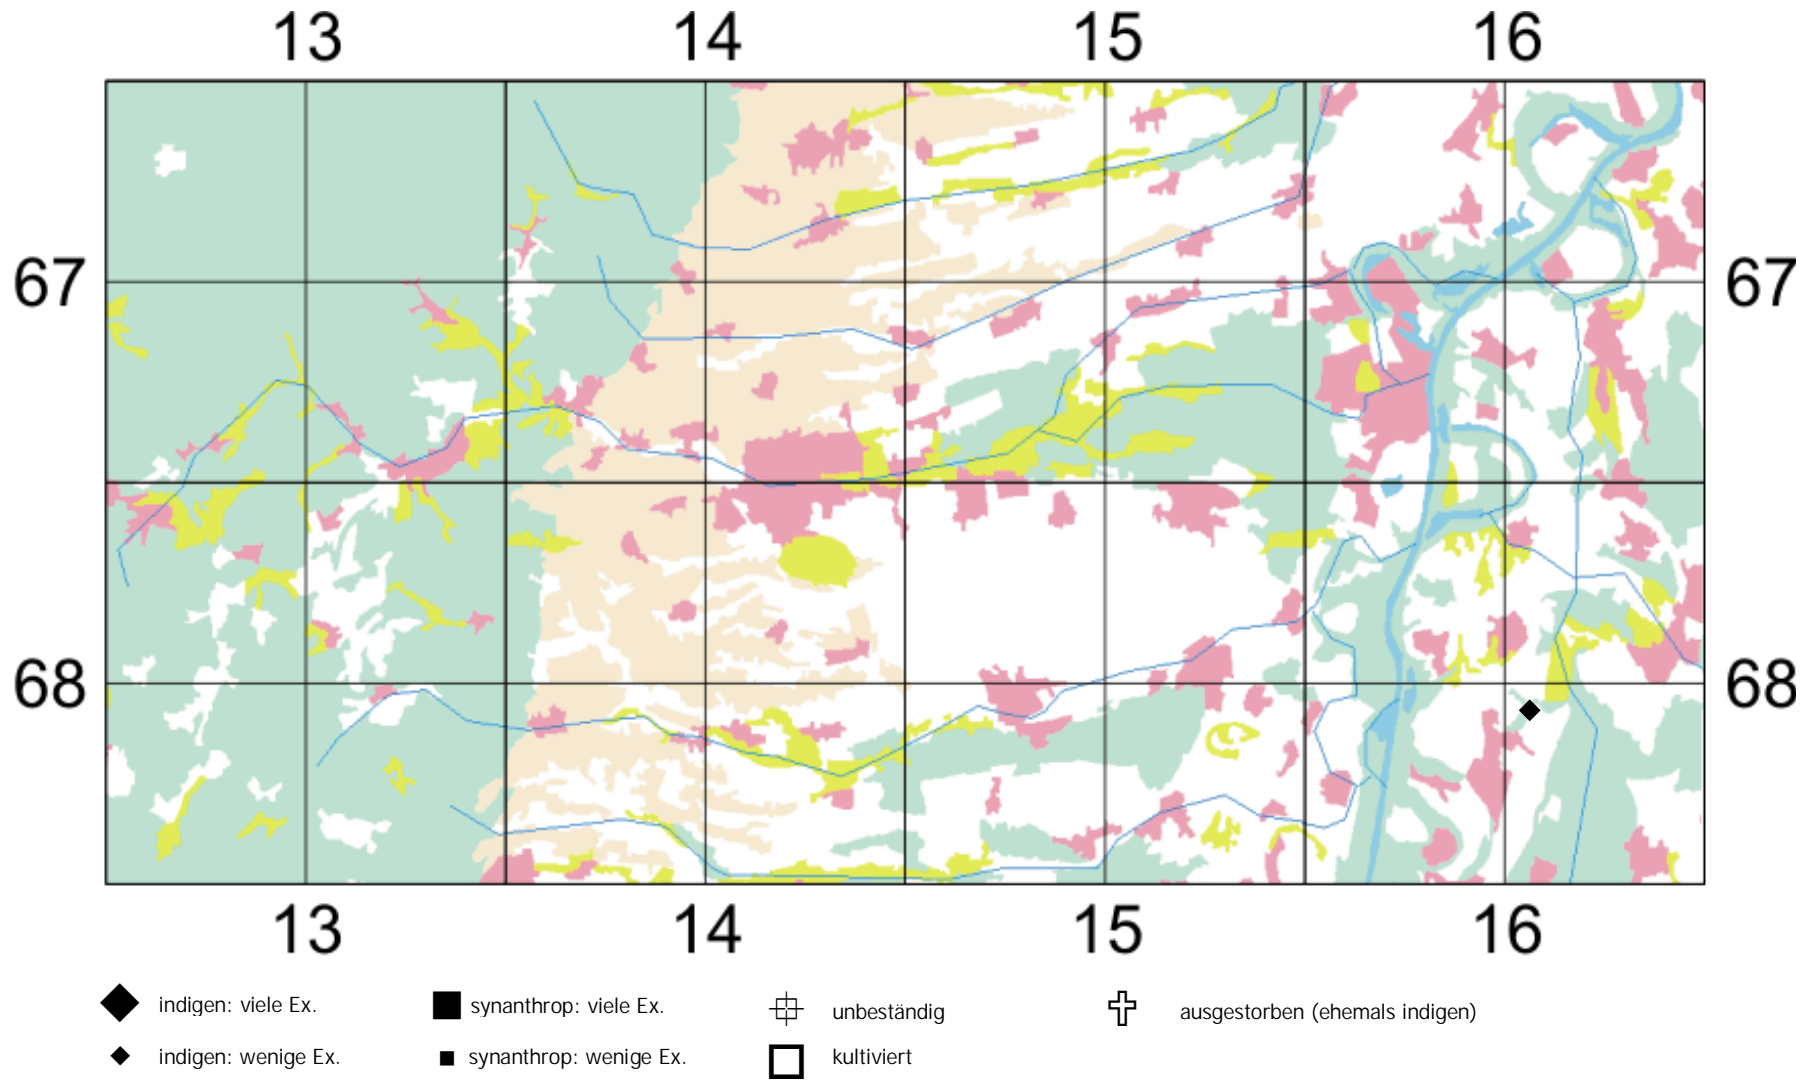 13 14 15 16
67 67
68 68
13 14 15 16
indigen: viele Ex. synanthrop: viele Ex. unbeständig ausgestorben (ehemals indigen)
indigen: wenige Ex. synanthrop: wenige Ex. kultiviert